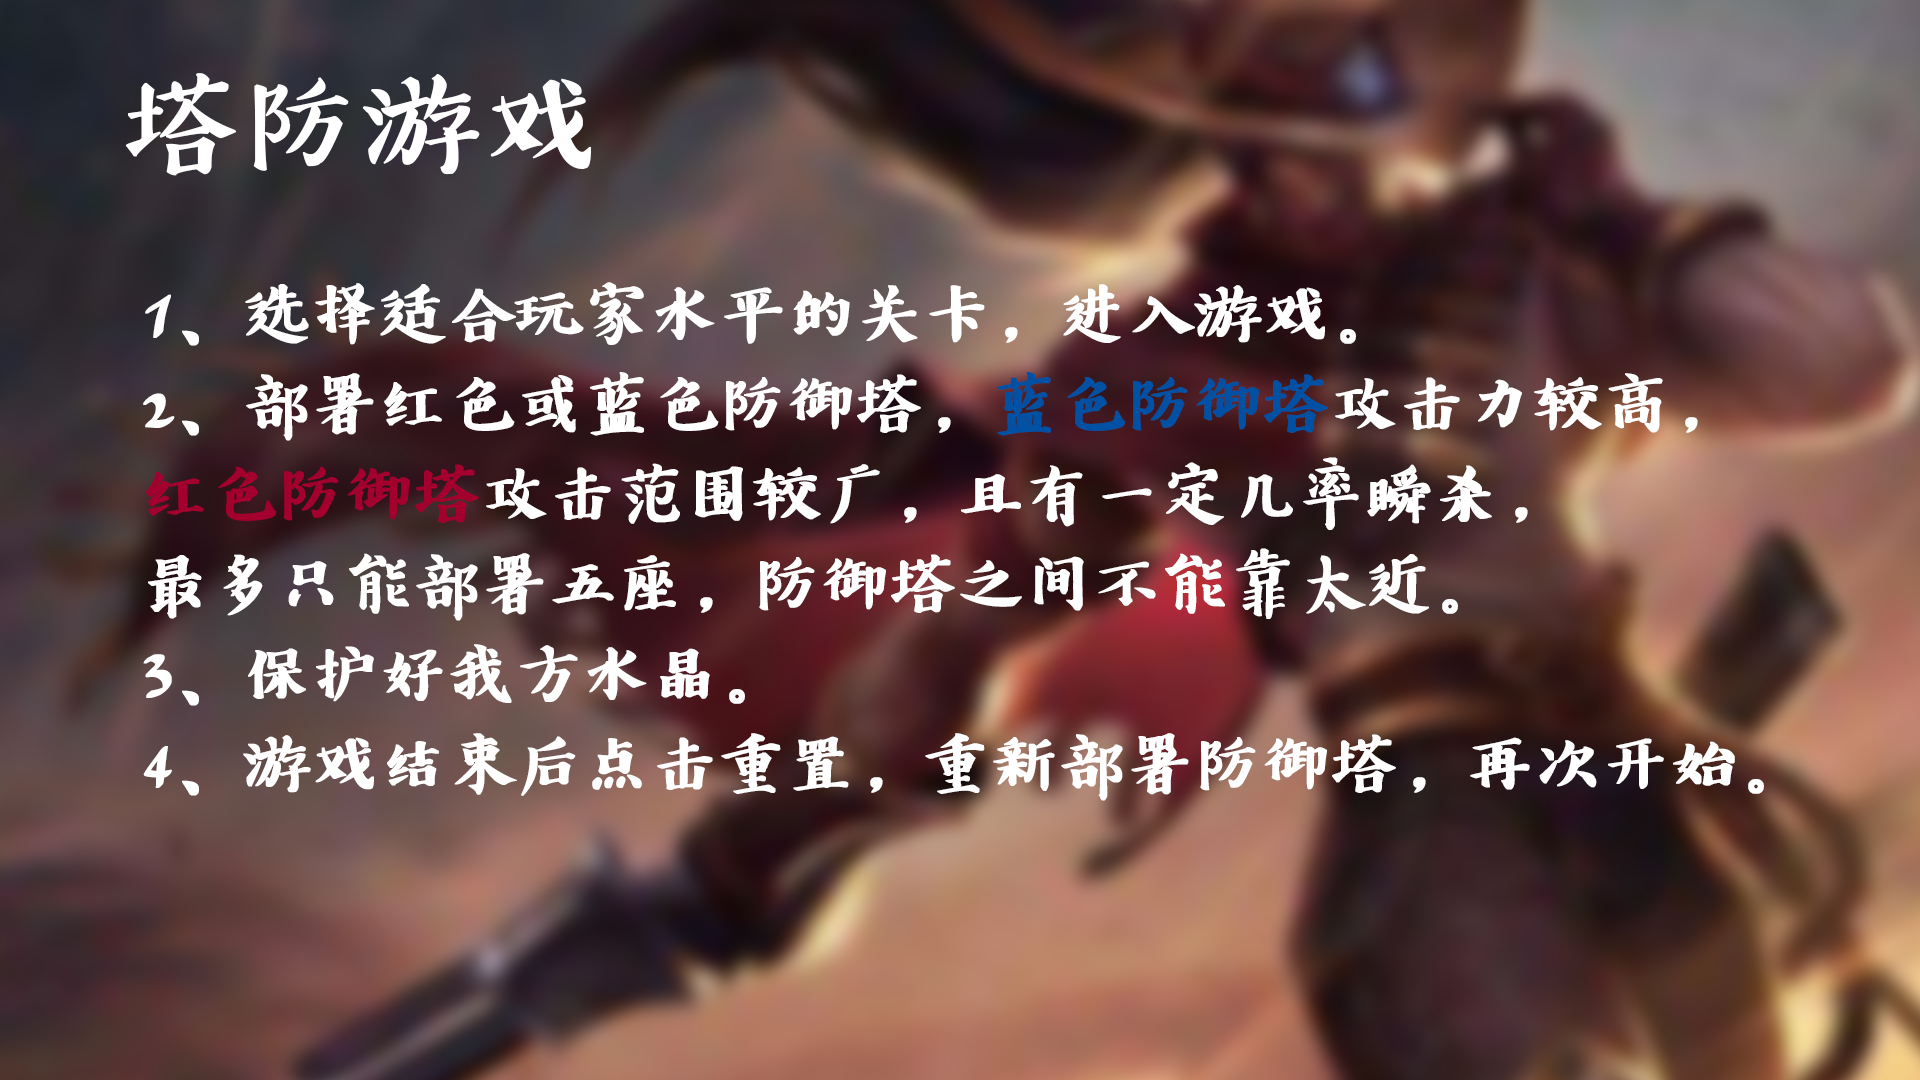 塔防游戏
1、选择适合玩家水平的关卡，进入游戏。
2、部署红色或蓝色防御塔，蓝色防御塔攻击力较高，
红色防御塔攻击范围较广，且有一定几率瞬杀，
最多只能部署五座，防御塔之间不能靠太近。
3、保护好我方水晶。
4、游戏结束后点击重置，重新部署防御塔，再次开始。